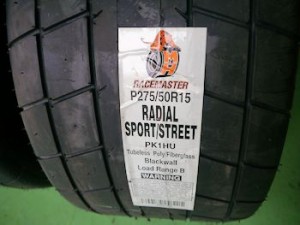 RACEMASTER
P275/50R15
RADIAL
SPORT/STREET
PK1HU
Tubeless Poly/Fiberglass
Blackwall
Load Range B
WARNING